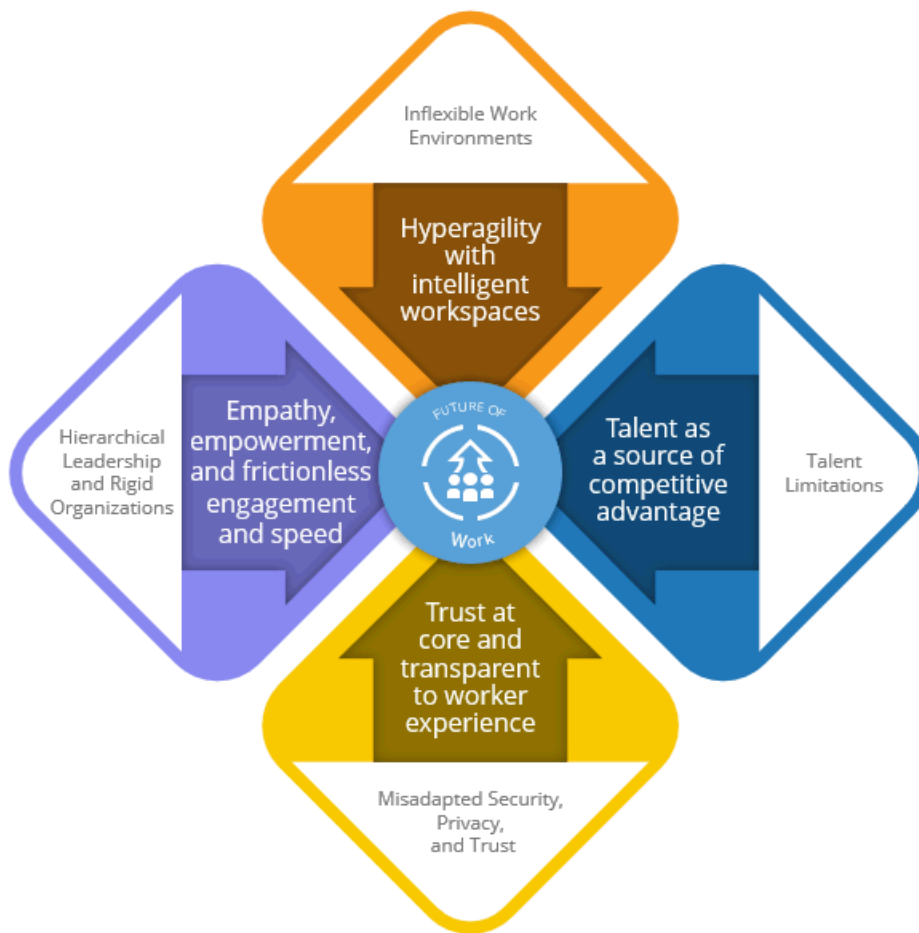 Inflexible Work
Environments
Hyperagility
with
intelligent
workspaces
Hierarchical
Leadership
and Rigid
Organizations
Empathy,
empowerment,
and frictionless
engagement
and speed
FUTURE OF
Work
Talent as
a source of
competitive
advantage
Talent
Limitations
Trust at
core and
transparent
to worker
experience
Misadapted Security,
Privacy,
and Trust